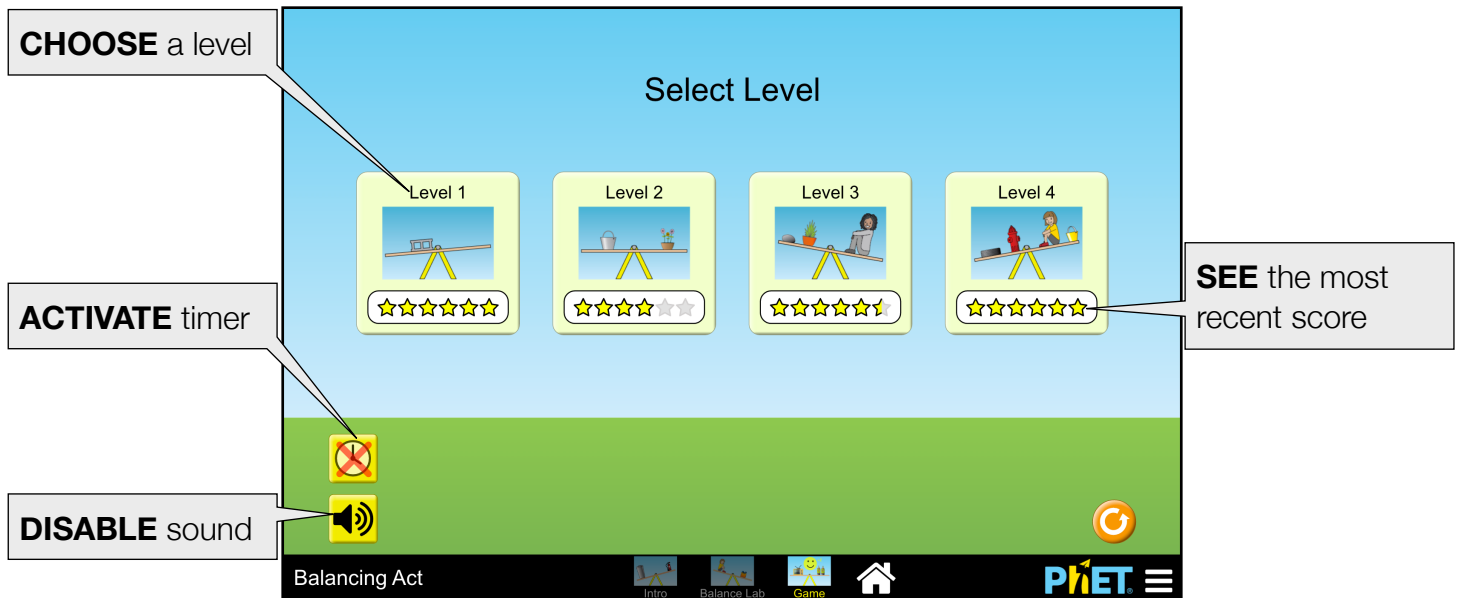 CHOOSE a level
Select Level
Level 1
Level 2
Level 3
Level 4
SEE the most
recent score
ACTIVATE timer
DISABLE sound
Balancing Act
Intro
Balance Lab
Game
PhET